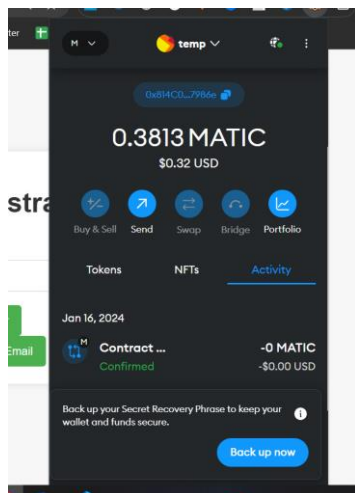 ter
M
temp
0x814C0...7986e
0.3813 MATIC
$0.32 USD
stra
Buy & Sell Send Swap Bridge Portfolio
Tokens NFTs Activity
Jan 16, 2024
M
Contract ... -0 MATIC
Confirmed -$0.00 USD
Email
Back up your Secret Recovery Phrase to keep your
wallet and funds secure.
Back up now